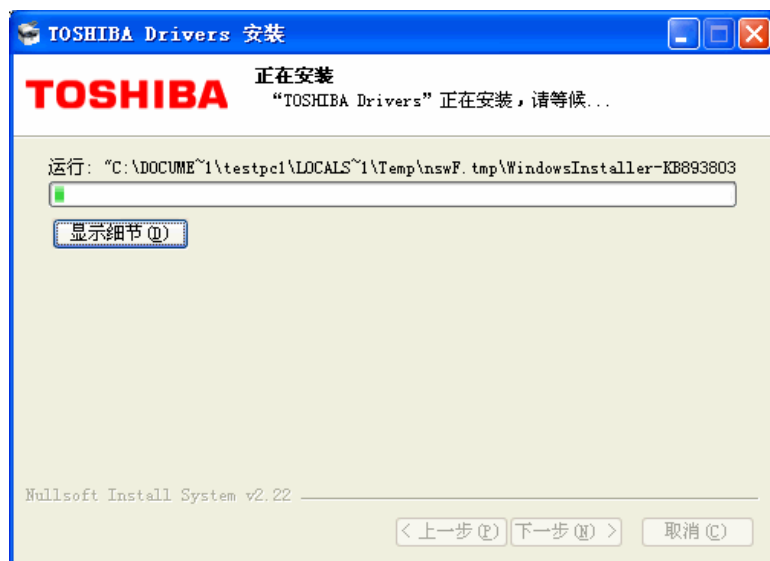 TOSHIBA Drivers 安装
TOSHIBA
正在安装
“TOSHIBA Drivers”正在安装，请等候...
运行: "C:\DOCUME~1\testpc1\LOCALS~1\Temp\nswF.tmp\WindowsInstaller-KB893803
显示细节(D)
Nullsoft Install System v2.22
< 上一步(P) 下一步(N) > 取消(C)